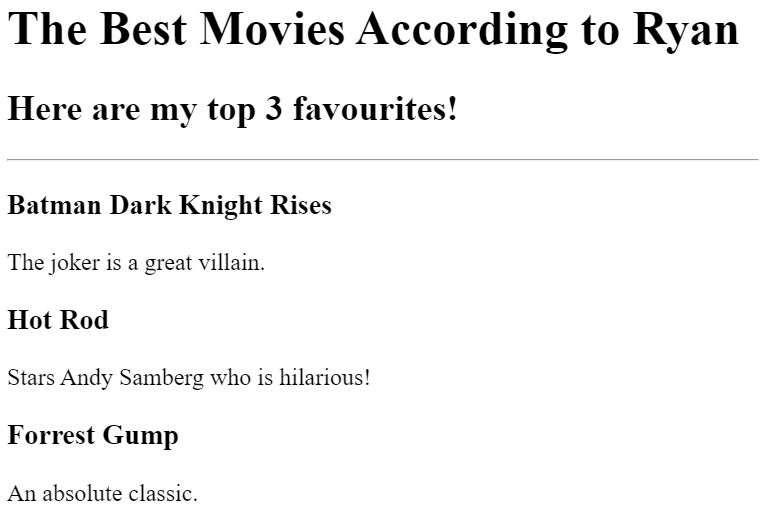 The Best Movies According to Ryan
Here are my top 3 favourites!
Batman Dark Knight Rises
The joker is a great villain.
Hot Rod
Stars Andy Samberg who is hilarious!
Forrest Gump
An absolute classic.